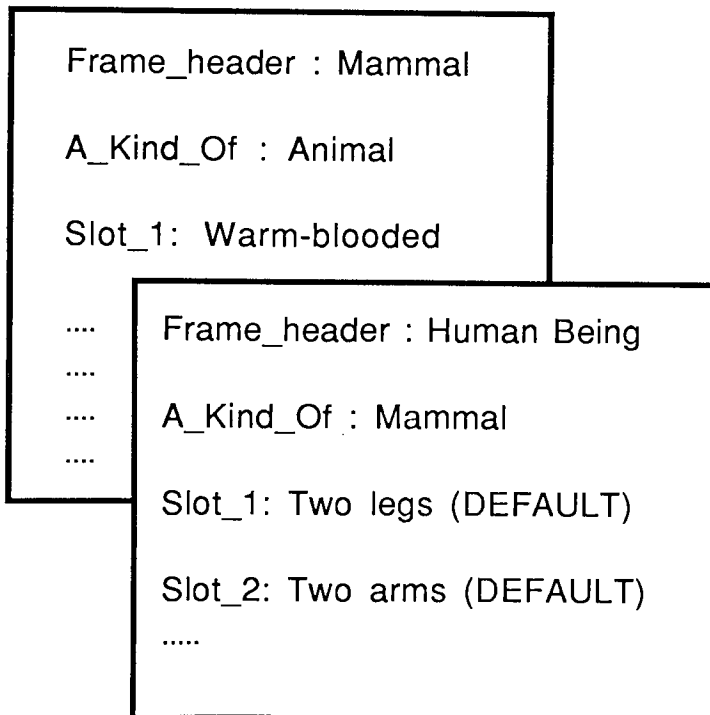 Frame_header : Mammal
A_Kind_Of : Animal
Slot_1: Warm-blooded
....
....
....
....
Frame_header : Human Being
A_Kind_Of : Mammal
Slot_1: Two legs (DEFAULT)
Slot_2: Two arms (DEFAULT)
.....